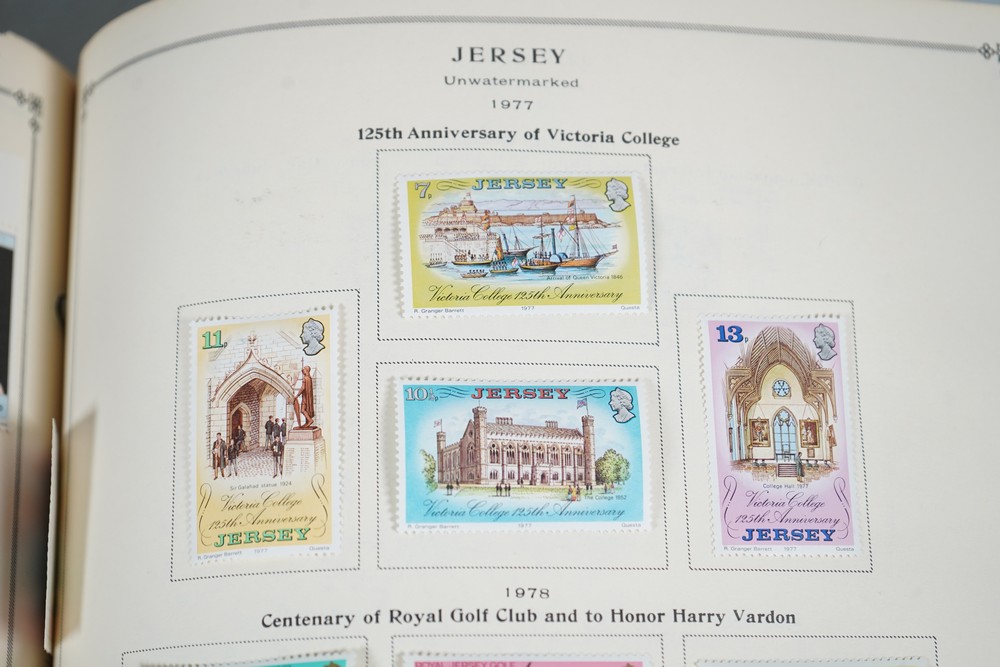 JERSEY
Unwatermarked
1977
125th Anniversary of Victoria College
7p JERSEY
Arrival of Queen Victoria 1846
Victoria College 125th Anniversary
R. Granger Barrett 1977 Questa
11p
Sir Galahad statue 1924
Victoria College
125th Anniversary
JERSEY
R. Granger Barrett 1977 Questa
10½p JERSEY
The College 1852
Victoria College 125th Anniversary
R. Granger Barrett 1977 Questa
13p
College Hall 1977
Victoria College
125th Anniversary
JERSEY
R. Granger Barrett 1977 Questa
1978
Centenary of Royal Golf Club and to Honor Harry Vardon
ROYAL JERSEY GOLF